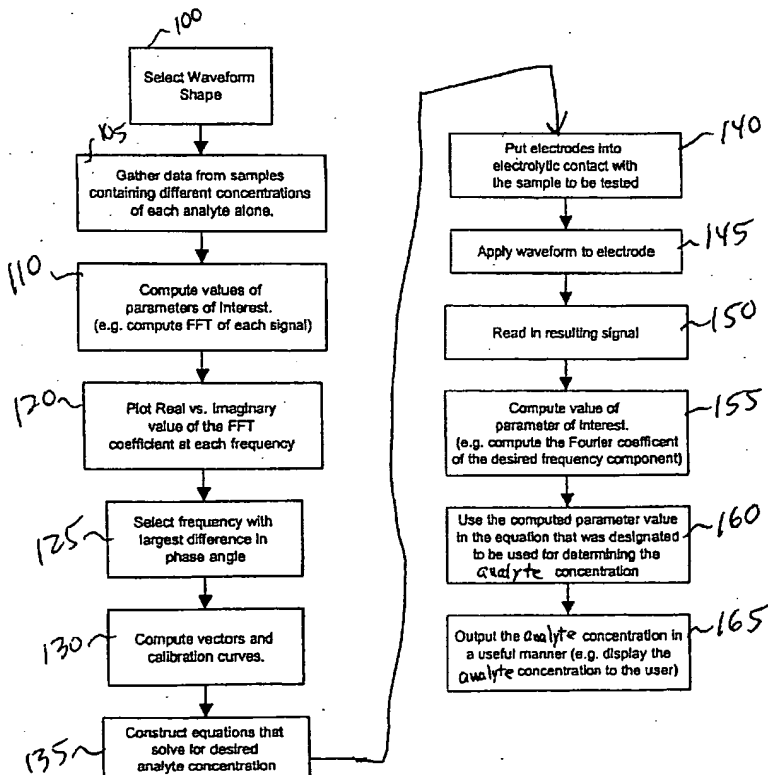 100
Select Waveform
Shape
105
Gather data from samples
containing different concentrations
of each analyte alone.
110
Compute values of
parameters of interest.
(e.g. compute FFT of each signal)
120
Plot Real vs. Imaginary
value of the FFT
coefficient at each frequency
125
Select frequency with
largest difference in
phase angle
130
Compute vectors and
calibration curves.
135
Construct equations that
solve for desired
analyte concentration
140
Put electrodes into
electrolytic contact with
the sample to be tested
145
Apply waveform to electrode
150
Read in resulting signal
155
Compute value of
parameter of interest.
(e.g. compute the Fourier coefficent
of the desired frequency component)
160
Use the computed parameter value
in the equation that was designated
to be used for determining the
analyte concentration
165
Output the analyte concentration in
a useful manner (e.g. display the
analyte concentration to the user)